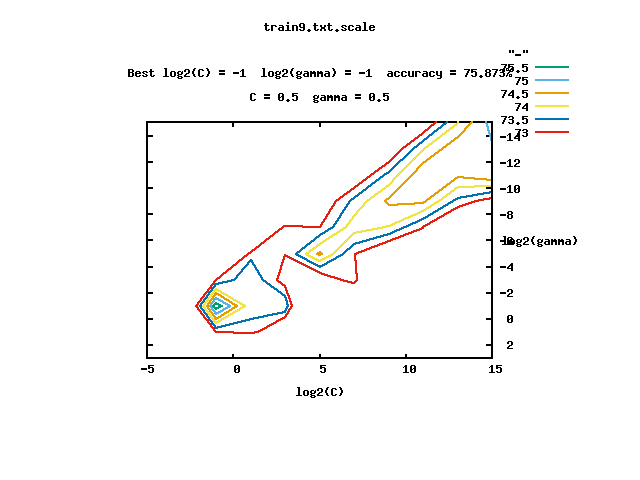 train9.txt.scale
"-"
Best log2(C) = -1  log2(gamma) = -1  accuracy = 75.873%
75.5
75
74.5
74
73.5
73
C = 0.5  gamma = 0.5
-14
-12
-10
-8
-6
log2(gamma)
-4
-2
0
2
-5 0 5 10 15
log2(C)